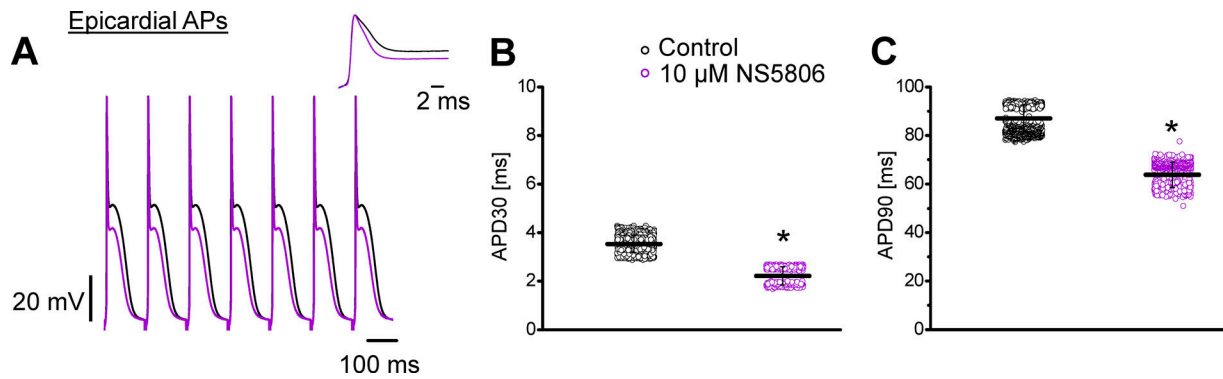 Epicardial APs
A
2 ms
20 mV
100 ms
B
Control
10 µM NS5806
APD30 [ms]
10
8
6
4
2
0
*
C
APD90 [ms]
100
80
60
40
20
0
*